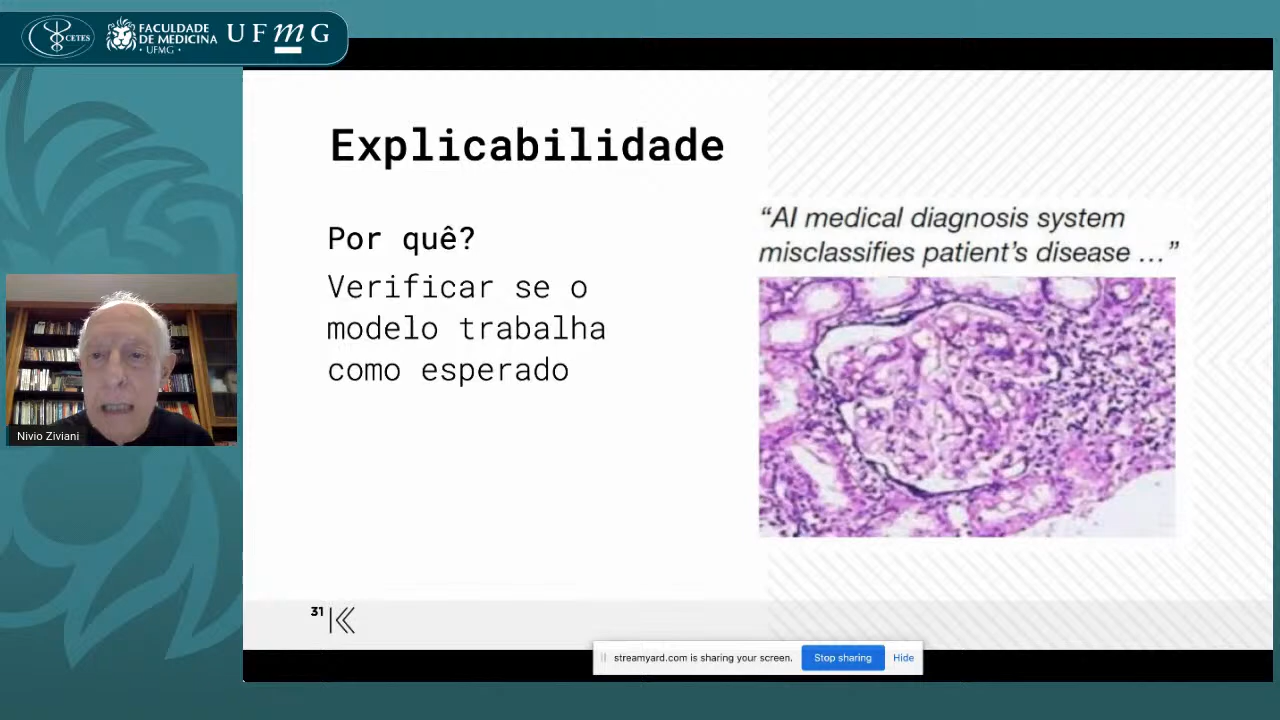 CETES
FACULDADE
DE MEDICINA
· UFMG ·
UFmG
Explicabilidade
Por quê?
Verificar se o
modelo trabalha
como esperado
“AI medical diagnosis system
misclassifies patient’s disease ...”
Nivio Ziviani
31
streamyard.com is sharing your screen.
Stop sharing
Hide